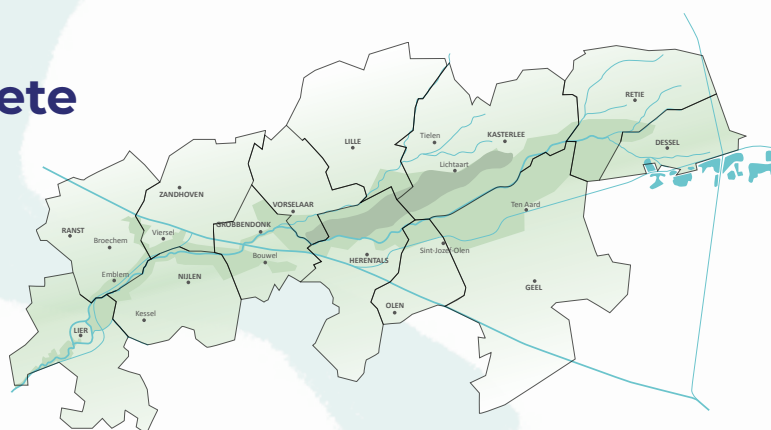 ete
RETIE
LILLE
Tielen
KASTERLEE
DESSEL
Lichtaart
ZANDHOVEN
VORSELAAR
Ten Aard
RANST
Viersel
GROBBENDONK
Broechem
Sint-Jozef-Olen
Bouwel
HERENTALS
Emblem
NIJLEN
GEEL
OLEN
Kessel
LIER